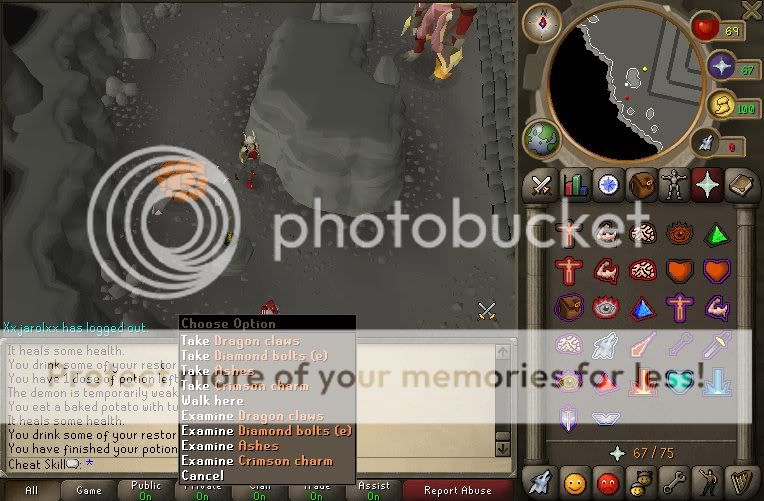 N
69
67
100
0
photobucket
Xx jarolxx has logged out.
Choose Option
Take Dragon claws
Take Diamond bolts (e)
Take Ashes
Take Crimson charm
Walk here
Examine Dragon claws
Examine Diamond bolts (e)
Examine Ashes
Examine Crimson charm
Cancel
It heals some health.
You drink some of your restor
You have 1 dose of potion left
The demon is temporarily weak
You eat a baked potato with tu
It heals some health.
You drink some of your restor
You have finished your potion
Cheat Skill: *
more of your memories for less!
67 / 75
All
Game
Public
On
Private
On
Clan
On
Trade
On
Assist
On
Report Abuse